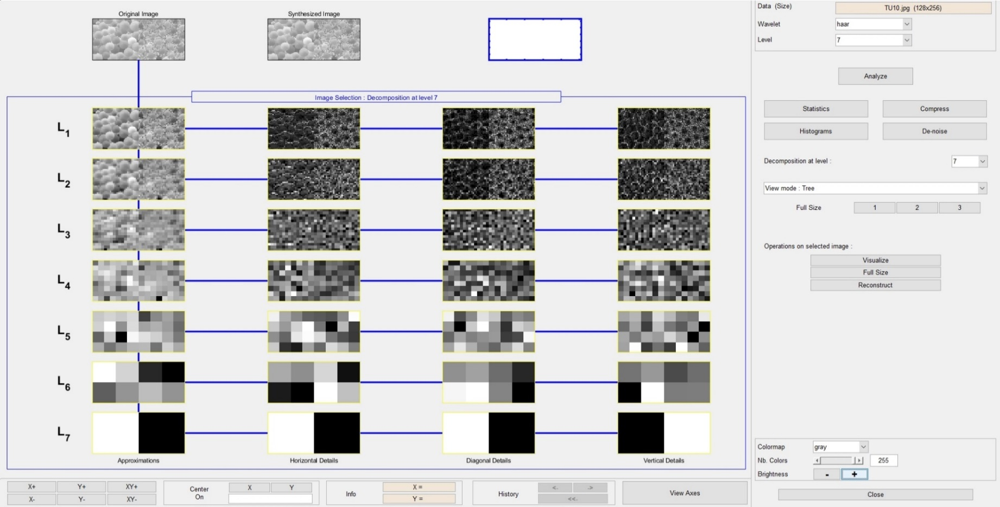 Original Image
Synthesized Image
Image Selection : Decomposition at level 7
L1
L2
L3
L4
L5
L6
L7
Approximations
Horizontal Details
Diagonal Details
Vertical Details
X+ Y+ XY+
X- Y- XY-
Center On
X Y
Info
X =
Y =
History
<- ->
<<-
View Axes
Data (Size) TU10.jpg (128x256)
Wavelet haar
Level 7
Analyze
Statistics Compress
Histograms De-noise
Decomposition at level : 7
View mode : Tree
Full Size 1 2 3
Operations on selected image :
Visualize
Full Size
Reconstruct
Colormap gray
Nb. Colors 255
Brightness - +
Close